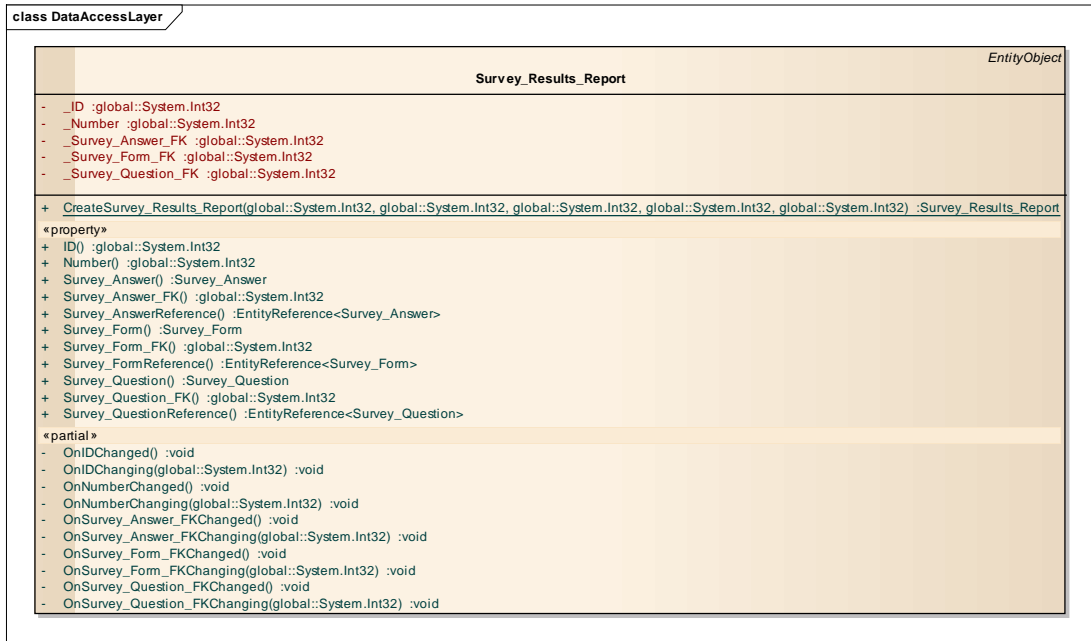 class DataAccessLayer
EntityObject
Survey_Results_Report
- _ID :global::System.Int32
- _Number :global::System.Int32
- _Survey_Answer_FK :global::System.Int32
- _Survey_Form_FK :global::System.Int32
- _Survey_Question_FK :global::System.Int32
+ CreateSurvey_Results_Report(global::System.Int32, global::System.Int32, global::System.Int32, global::System.Int32, global::System.Int32) :Survey_Results_Report
«property»
+ ID() :global::System.Int32
+ Number() :global::System.Int32
+ Survey_Answer() :Survey_Answer
+ Survey_Answer_FK() :global::System.Int32
+ Survey_AnswerReference() :EntityReference<Survey_Answer>
+ Survey_Form() :Survey_Form
+ Survey_Form_FK() :global::System.Int32
+ Survey_FormReference() :EntityReference<Survey_Form>
+ Survey_Question() :Survey_Question
+ Survey_Question_FK() :global::System.Int32
+ Survey_QuestionReference() :EntityReference<Survey_Question>
«partial»
- OnIDChanged() :void
- OnIDChanging(global::System.Int32) :void
- OnNumberChanged() :void
- OnNumberChanging(global::System.Int32) :void
- OnSurvey_Answer_FKChanged() :void
- OnSurvey_Answer_FKChanging(global::System.Int32) :void
- OnSurvey_Form_FKChanged() :void
- OnSurvey_Form_FKChanging(global::System.Int32) :void
- OnSurvey_Question_FKChanged() :void
- OnSurvey_Question_FKChanging(global::System.Int32) :void